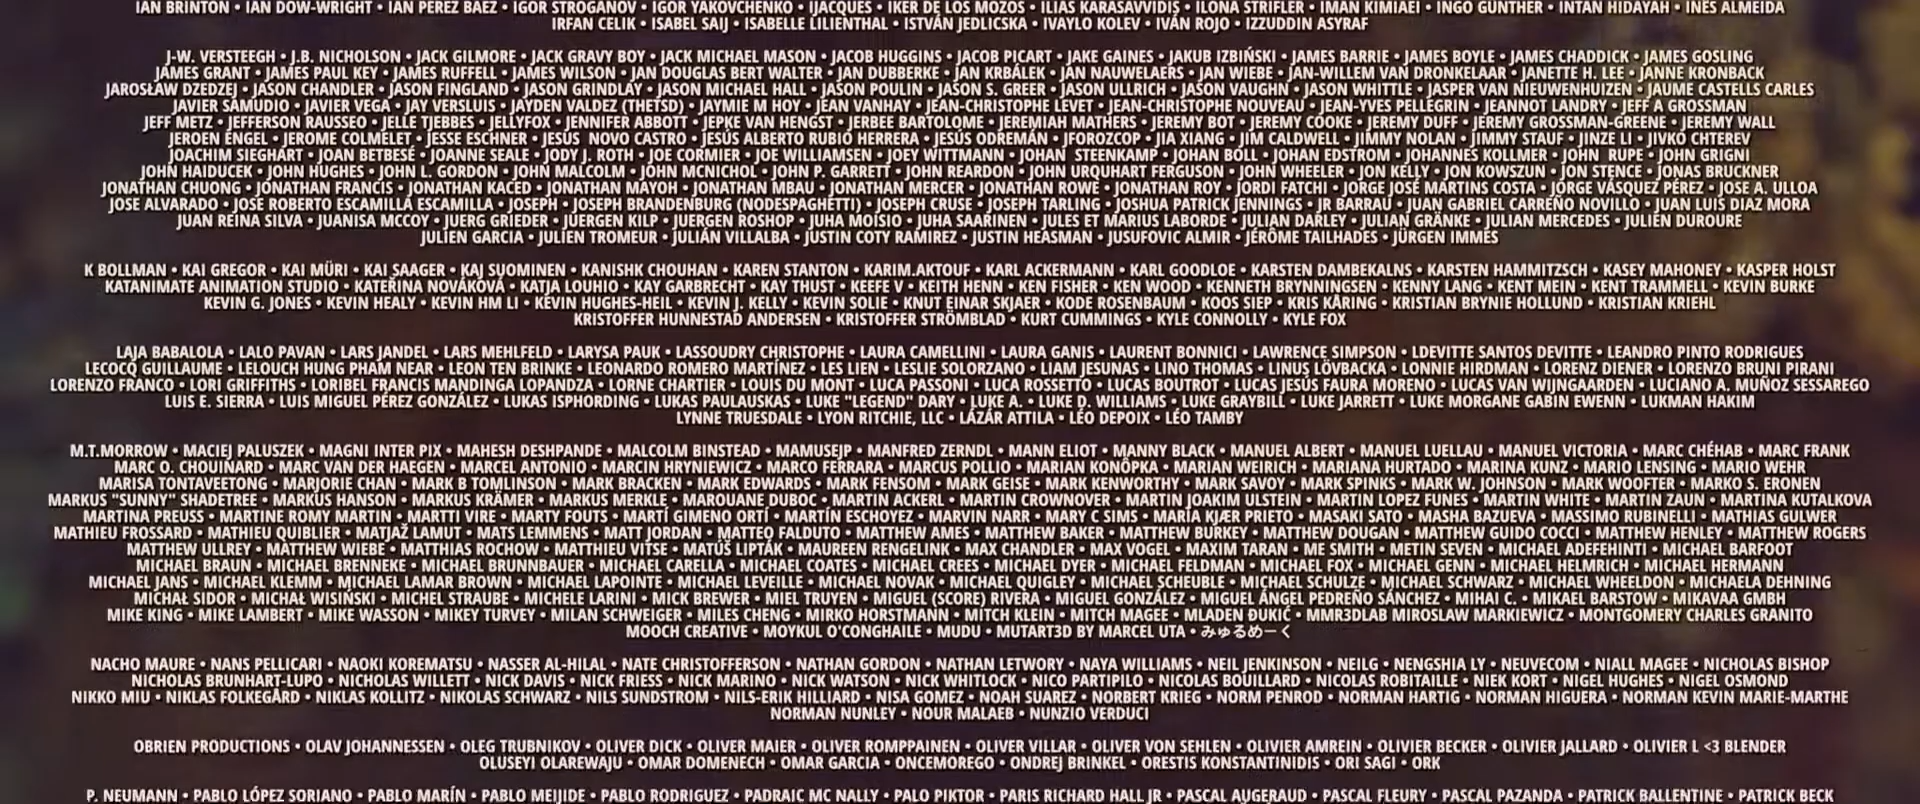 IAN BRINTON • IAN DOW-WRIGHT • IAN PEREZ BAEZ • IGOR STROGANOV • IGOR YAKOVCHENKO • IJACQUES • IKER DE LOS MOZOS • ILIAS KARASAVVIDIS • ILONA STRIFLER • IMAN KIMIAEI • INGO GÜNTHER • INTAN HIDAYAH • INÊS ALMEIDA
IRFAN CELIK • ISABEL SAIJ • ISABELLE LILIENTHAL • ISTVÁN JEDLICSKA • IVAYLO KOLEV • IVÁN ROJO • IZZUDDIN ASYRAF
J-W. VERSTEEGH • J.B. NICHOLSON • JACK GILMORE • JACK GRAVY BOY • JACK MICHAEL MASON • JACOB HUGGINS • JACOB PICART • JAKE GAINES • JAKUB IZBIŃSKI • JAMES BARRIE • JAMES BOYLE • JAMES CHADDICK • JAMES GOSLING
JAMES GRANT • JAMES PAUL KEY • JAMES RUFFELL • JAMES WILSON • JAN DOUGLAS BERT WALTER • JAN DUBBERKE • JAN KRBÁLEK • JAN NAUWELAERS • JAN WIEBE • JAN-WILLEM VAN DRONKELAAR • JANETTE H. LEE • JANNE KRONBACK
JAROSŁAW DZEDZEJ • JASON CHANDLER • JASON FINGLAND • JASON GRINDLAY • JASON MICHAEL HALL • JASON POULIN • JASON S. GREER • JASON ULLRICH • JASON VAUGHN • JASON WHITTLE • JASPER VAN NIEUWENHUIZEN • JAUME CASTELLS CARLES
JAVIER SAMUDIO • JAVIER VEGA • JAY VERSLUIS • JAYDEN VALDEZ (THETSD) • JAYMIE M HOY • JEAN VANHAY • JEAN-CHRISTOPHE LEVET • JEAN-CHRISTOPHE NOUVEAU • JEAN-YVES PELLEGRIN • JEANNOT LANDRY • JEFF A GROSSMAN
JEFF METZ • JEFFERSON RAUSSEO • JELLE TJEBBES • JELLYFOX • JENNIFER ABBOTT • JEPKE VAN HENGST • JERBEE BARTOLOME • JEREMIAH MATHERS • JEREMY BOT • JEREMY COOKE • JEREMY DUFF • JEREMY GROSSMAN-GREENE • JEREMY WALL
JEROEN ENGEL • JEROME COLMELET • JESSE ESCHNER • JESÚS NOVO CASTRO • JESÚS ALBERTO RUBIO HERRERA • JESÚS ODREMÁN • JFOROZCOP • JIA XIANG • JIM CALDWELL • JIMMY NOLAN • JIMMY STAUF • JINZE LI • JIVKO CHTEREV
JOACHIM SIEGHART • JOAN BETBESÉ • JOANNE SEALE • JODY J. ROTH • JOE CORMIER • JOE WILLIAMSEN • JOEY WITTMANN • JOHAN STEENKAMP • JOHAN BOLL • JOHAN EDSTROM • JOHANNES KOLLMER • JOHN RUPE • JOHN GRIGNI
JOHN HAIDUCEK • JOHN HUGHES • JOHN L. GORDON • JOHN MALCOLM • JOHN MCNICHOL • JOHN P. GARRETT • JOHN REARDON • JOHN URQUHART FERGUSON • JOHN WHEELER • JON KELLY • JON KOWSZUN • JON STENCE • JONAS BRUCKNER
JONATHAN CHUONG • JONATHAN FRANCIS • JONATHAN KACED • JONATHAN MAYOH • JONATHAN MBAU • JONATHAN MERCER • JONATHAN ROWE • JONATHAN ROY • JORDI FATCHI • JORGE JOSÉ MARTINS COSTA • JORGE VÁSQUEZ PÉREZ • JOSE A. ULLOA
JOSE ALVARADO • JOSE ROBERTO ESCAMILLA ESCAMILLA • JOSEPH • JOSEPH BRANDENBURG (NODESPAGHETTI) • JOSEPH CRUSE • JOSEPH TARLING • JOSHUA PATRICK JENNINGS • JR BARRAU • JUAN GABRIEL CARREÑO NOVILLO • JUAN LUIS DIAZ MORA
JUAN REINA SILVA • JUANISA MCCOY • JUERG GRIEDER • JUERGEN KILP • JUERGEN ROSHOP • JUHA MOISIO • JUHA SAARINEN • JULES ET MARIUS LABORDE • JULIAN DARLEY • JULIAN GRÄNKE • JULIAN MERCEDES • JULIEN DUROURE
JULIEN GARCIA • JULIEN TROMEUR • JULIÁN VILLALBA • JUSTIN COTY RAMIREZ • JUSTIN HEASMAN • JUSUFOVIC ALMIR • JÉRÔME TAILHADES • JÜRGEN IMMES
K BOLLMAN • KAI GREGOR • KAI MÜRI • KAI SAAGER • KAJ SUOMINEN • KANISHK CHOUHAN • KAREN STANTON • KARIM.AKTOUF • KARL ACKERMANN • KARL GOODLOE • KARSTEN DAMBEKALNS • KARSTEN HAMMITZSCH • KASEY MAHONEY • KASPER HOLST
KATANIMATE ANIMATION STUDIO • KATEŘINA NOVÁKOVÁ • KATJA LOUHIO • KAY GARBRECHT • KAY THUST • KEEFE V • KEITH HENN • KEN FISHER • KEN WOOD • KENNETH BRYNNINGSEN • KENNY LANG • KENT MEIN • KENT TRAMMELL • KEVIN BURKE
KEVIN G. JONES • KEVIN HEALY • KEVIN HM LI • KEVIN HUGHES-HEIL • KEVIN J. KELLY • KEVIN SOLIE • KNUT EINAR SKJAER • KODE ROSENBAUM • KOOS SIEP • KRIS KÅRING • KRISTIAN BRYNIE HOLLUND • KRISTIAN KRIEHL
KRISTOFFER HUNNESTAD ANDERSEN • KRISTOFFER STRÖMBLAD • KURT CUMMINGS • KYLE CONNOLLY • KYLE FOX
LAJA BABALOLA • LALO PAVAN • LARS JANDEL • LARS MEHLFELD • LARYSA PAUK • LASSOUDRY CHRISTOPHE • LAURA CAMELLINI • LAURA GANIS • LAURENT BONNICI • LAWRENCE SIMPSON • LDEVITTE SANTOS DEVITTE • LEANDRO PINTO RODRIGUES
LECOCQ GUILLAUME • LELOUCH HUNG PHAM NEAR • LEON TEN BRINKE • LEONARDO ROMERO MARTÍNEZ • LES LIEN • LESLIE SOLORZANO • LIAM JESUNAS • LINO THOMAS • LINUS LÖVBACKA • LONNIE HIRDMAN • LORENZ DIENER • LORENZO BRUNI PIRANI
LORENZO FRANCO • LORI GRIFFITHS • LORIBEL FRANCIS MANDINGA LOPANDZA • LORNE CHARTIER • LOUIS DU MONT • LUCA PASSONI • LUCA ROSSETTO • LUCAS BOUTROT • LUCAS JESÚS FAURA MORENO • LUCAS VAN WIJNGAARDEN • LUCIANO A. MUÑOZ SESSAREGO
LUIS E. SIERRA • LUIS MIGUEL PÉREZ GONZÁLEZ • LUKAS ISPHORDING • LUKAS PAULAUSKAS • LUKE "LEGEND" DARY • LUKE A. • LUKE D. WILLIAMS • LUKE GRAYBILL • LUKE JARRETT • LUKE MORGANE GABIN EWENN • LUKMAN HAKIM
LYNNE TRUESDALE • LYON RITCHIE, LLC • LÁZÁR ATTILA • LÉO DEPOIX • LÉO TAMBY
M.T.MORROW • MACIEJ PALUSZEK • MAGNI INTER PIX • MAHESH DESHPANDE • MALCOLM BINSTEAD • MAMUSEJP • MANFRED ZERNDL • MANN ELIOT • MANNY BLACK • MANUEL ALBERT • MANUEL LUELLAU • MANUEL VICTORIA • MARC CHÉHAB • MARC FRANK
MARC O. CHOUINARD • MARC VAN DER HAEGEN • MARCEL ANTONIO • MARCIN HRYNIEWICZ • MARCO FERRARA • MARCUS POLLIO • MARIAN KONÔPKA • MARIAN WEIRICH • MARIANA HURTADO • MARINA KUNZ • MARIO LENSING • MARIO WEHR
MARISA TONTAVEETONG • MARJORIE CHAN • MARK B TOMLINSON • MARK BRACKEN • MARK EDWARDS • MARK FENSOM • MARK GEISE • MARK KENWORTHY • MARK SAVOY • MARK SPINKS • MARK W. JOHNSON • MARK WOOFTER • MARKO S. ERONEN
MARKUS "SUNNY" SHADETREE • MARKUS HANSON • MARKUS KRÄMER • MARKUS MERKLE • MAROUANE DUBOC • MARTIN ACKERL • MARTIN CROWNOVER • MARTIN JOAKIM ULSTEIN • MARTIN LOPEZ FUNES • MARTIN WHITE • MARTIN ZAUN • MARTINA KUTALKOVA
MARTINA PREUSS • MARTINE ROMY MARTIN • MARTTI VIRE • MARTY FOUTS • MARTÍ GIMENO ORTÍ • MARTÍN ESCHOYEZ • MARVIN NARR • MARY C SIMS • MARÍA KJÆR PRIETO • MASAKI SATO • MASHA BAZUEVA • MASSIMO RUBINELLI • MATHIAS GULWER
MATHIEU FROSSARD • MATHIEU QUIBLIER • MATJAŽ LAMUT • MATS LEMMENS • MATT JORDAN • MATTEO FALDUTO • MATTHEW AMES • MATTHEW BAKER • MATTHEW BURKEY • MATTHEW DOUGAN • MATTHEW GUIDO COCCI • MATTHEW HENLEY • MATTHEW ROGERS
MATTHEW ULLREY • MATTHEW WIEBE • MATTHIAS ROCHOW • MATTHIEU VITSE • MATÚŠ LIPTÁK • MAUREEN RENGELINK • MAX CHANDLER • MAX VOGEL • MAXIM TARAN • ME SMITH • METIN SEVEN • MICHAEL ADEFEHINTI • MICHAEL BARFOOT
MICHAEL BRAUN • MICHAEL BRENNEKE • MICHAEL BRUNNBAUER • MICHAEL CARELLA • MICHAEL COATES • MICHAEL CREES • MICHAEL DYER • MICHAEL FELDMAN • MICHAEL FOX • MICHAEL GENN • MICHAEL HELMRICH • MICHAEL HERMANN
MICHAEL JANS • MICHAEL KLEMM • MICHAEL LAMAR BROWN • MICHAEL LAPOINTE • MICHAEL LEVEILLE • MICHAEL NOVAK • MICHAEL QUIGLEY • MICHAEL SCHEUBLE • MICHAEL SCHULZE • MICHAEL SCHWARZ • MICHAEL WHEELDON • MICHAELA DEHNING
MICHAŁ SIDOR • MICHAŁ WISIŃSKI • MICHEL STRAUBE • MICHELE LARINI • MICK BREWER • MIEL TRUYEN • MIGUEL (SCORE) RIVERA • MIGUEL GONZÁLEZ • MIGUEL ÁNGEL PEDREÑO SÁNCHEZ • MIHAI C. • MIKAEL BARSTOW • MIKAVAA GMBH
MIKE KING • MIKE LAMBERT • MIKE WASSON • MIKEY TURVEY • MILAN SCHWEIGER • MILES CHENG • MIRKO HORSTMANN • MITCH KLEIN • MITCH MAGEE • MLADEN ĐUKIĆ • MMR3DLAB MIROSLAW MARKIEWICZ • MONTGOMERY CHARLES GRANITO
MOOCH CREATIVE • MOYKUL O'CONGHAILE • MUDU • MUTART3D BY MARCEL UTA • みゅるめーく
NACHO MAURE • NANS PELLICARI • NAOKI KOREMATSU • NASSER AL-HILAL • NATE CHRISTOFFERSON • NATHAN GORDON • NATHAN LETWORY • NAYA WILLIAMS • NEIL JENKINSON • NEILG • NENGSHIA LY • NEUVECOM • NIALL MAGEE • NICHOLAS BISHOP
NICHOLAS BRUNHART-LUPO • NICHOLAS WILLETT • NICK DAVIS • NICK FRIESS • NICK MARINO • NICK WATSON • NICK WHITLOCK • NICO PARTIPILO • NICOLAS BOUILLARD • NICOLAS ROBITAILLE • NIEK KORT • NIGEL HUGHES • NIGEL OSMOND
NIKKO MIU • NIKLAS FOLKEGÅRD • NIKLAS KOLLITZ • NIKOLAS SCHWARZ • NILS SUNDSTROM • NILS-ERIK HILLIARD • NISA GOMEZ • NOAH SUAREZ • NORBERT KRIEG • NORM PENROD • NORMAN HARTIG • NORMAN HIGUERA • NORMAN KEVIN MARIE-MARTHE
NORMAN NUNLEY • NOUR MALAEB • NUNZIO VERDUCI
OBRIEN PRODUCTIONS • OLAV JOHANNESSEN • OLEG TRUBNIKOV • OLIVER DICK • OLIVER MAIER • OLIVER ROMPPAINEN • OLIVER VILLAR • OLIVER VON SEHLEN • OLIVIER AMREIN • OLIVIER BECKER • OLIVIER JALLARD • OLIVIER L <3 BLENDER
OLUSEYI OLAREWAJU • OMAR DOMENECH • OMAR GARCIA • ONCEMOREGO • ONDREJ BRINKEL • ORESTIS KONSTANTINIDIS • ORI SAGI • ORK
P. NEUMANN • PABLO LÓPEZ SORIANO • PABLO MARÍN • PABLO MEIJIDE • PABLO RODRIGUEZ • PADRAIC MC NALLY • PALO PIKTOR • PARIS RICHARD HALL JR • PASCAL AUGERAUD • PASCAL FLEURY • PASCAL PAZANDA • PATRICK BALLENTINE • PATRICK BECK